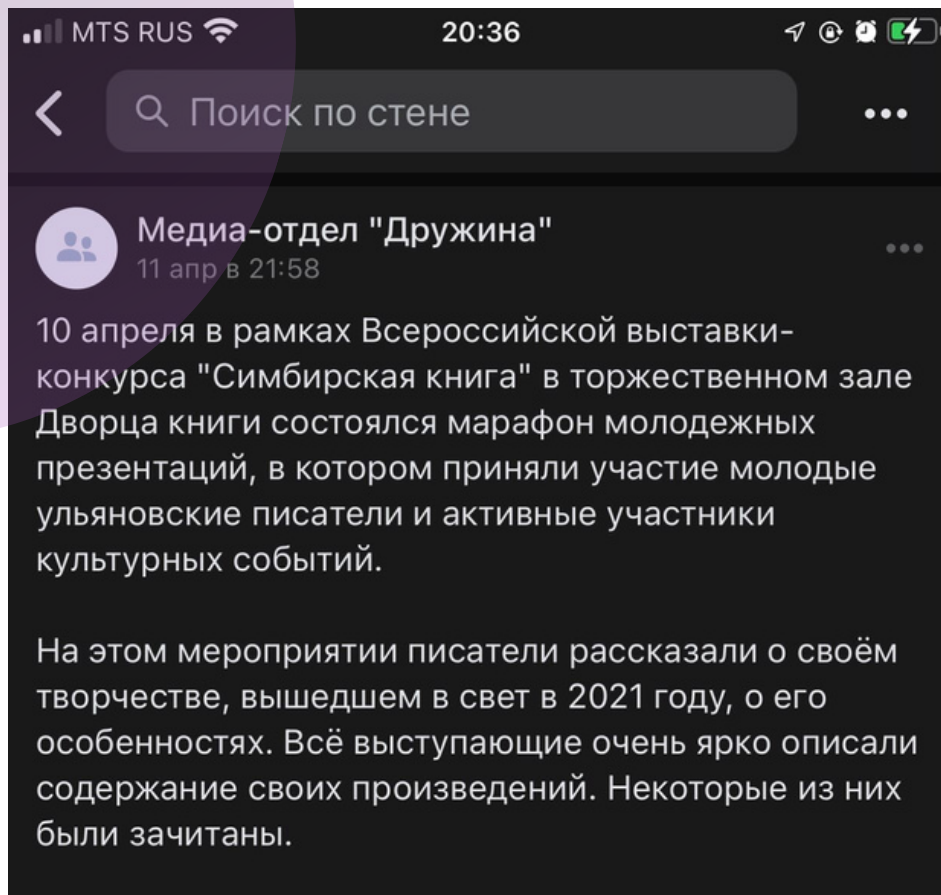 MTS RUS 20:36
Поиск по стене
Медиа-отдел "Дружина"
11 апр в 21:58
10 апреля в рамках Всероссийской выставки-
конкурса "Симбирская книга" в торжественном зале
Дворца книги состоялся марафон молодежных
презентаций, в котором приняли участие молодые
ульяновские писатели и активные участники
культурных событий.
На этом мероприятии писатели рассказали о своём
творчестве, вышедшем в свет в 2021 году, о его
особенностях. Всё выступающие очень ярко описали
содержание своих произведений. Некоторые из них
были зачитаны.